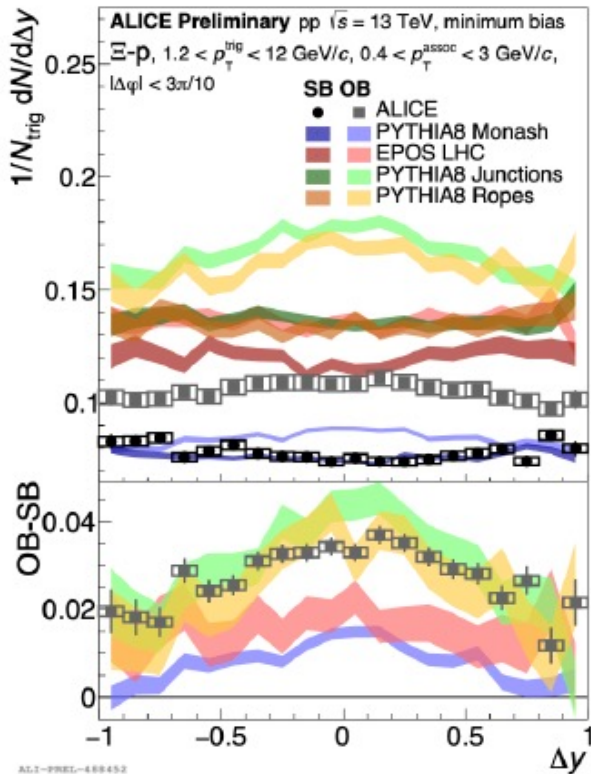 ALICE Preliminary pp √s = 13 TeV, minimum bias
Ξ-p, 1.2 < p_T^trig < 12 GeV/c, 0.4 < p_T^assoc < 3 GeV/c,
|Δφ| < 3π/10
SB OB
ALICE
PYTHIA8 Monash
EPOS LHC
PYTHIA8 Junctions
PYTHIA8 Ropes
1/N_trig dN/dΔy
0.25
0.2
0.15
0.1
OB-SB
0.04
0.02
0
−1 −0.5 0 0.5 1
Δy
ALI-PREL-488452